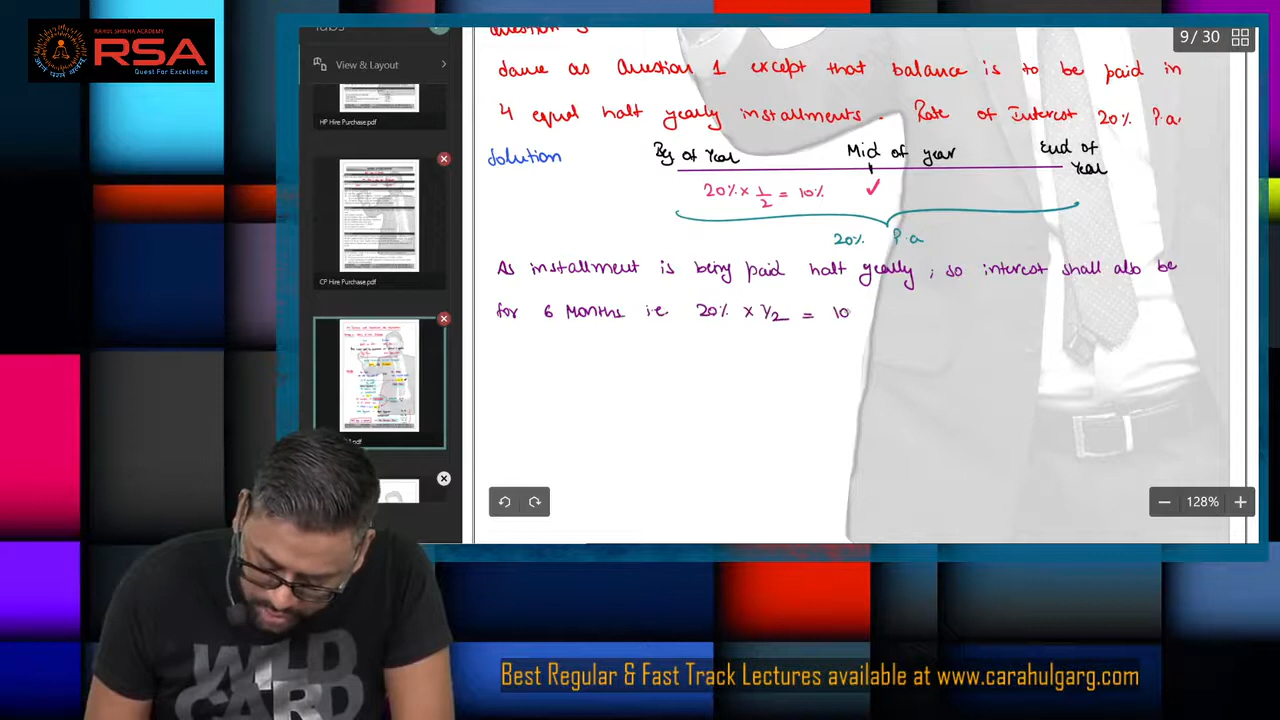 RAHUL SHIKHA ACADEMY
RSA
Quest For Excellence
View & Layout
HP Hire Purchase.pdf
CP Hire Purchase.pdf
9 / 30
Same as Question 1 except that balance is to be paid in
4 equal half yearly installments. Rate of Interest 20% P.a.
Solution
Beg of Year Mid of year End of Year
20% × 1/2 = 10% ✓
20% P.a
As installment is being paid half yearly, so interest shall also be
for 6 Months i.e 20% × 1/2 = 10
128%
WILD
CARD
Best Regular & Fast Track Lectures available at www.carahulgarg.com